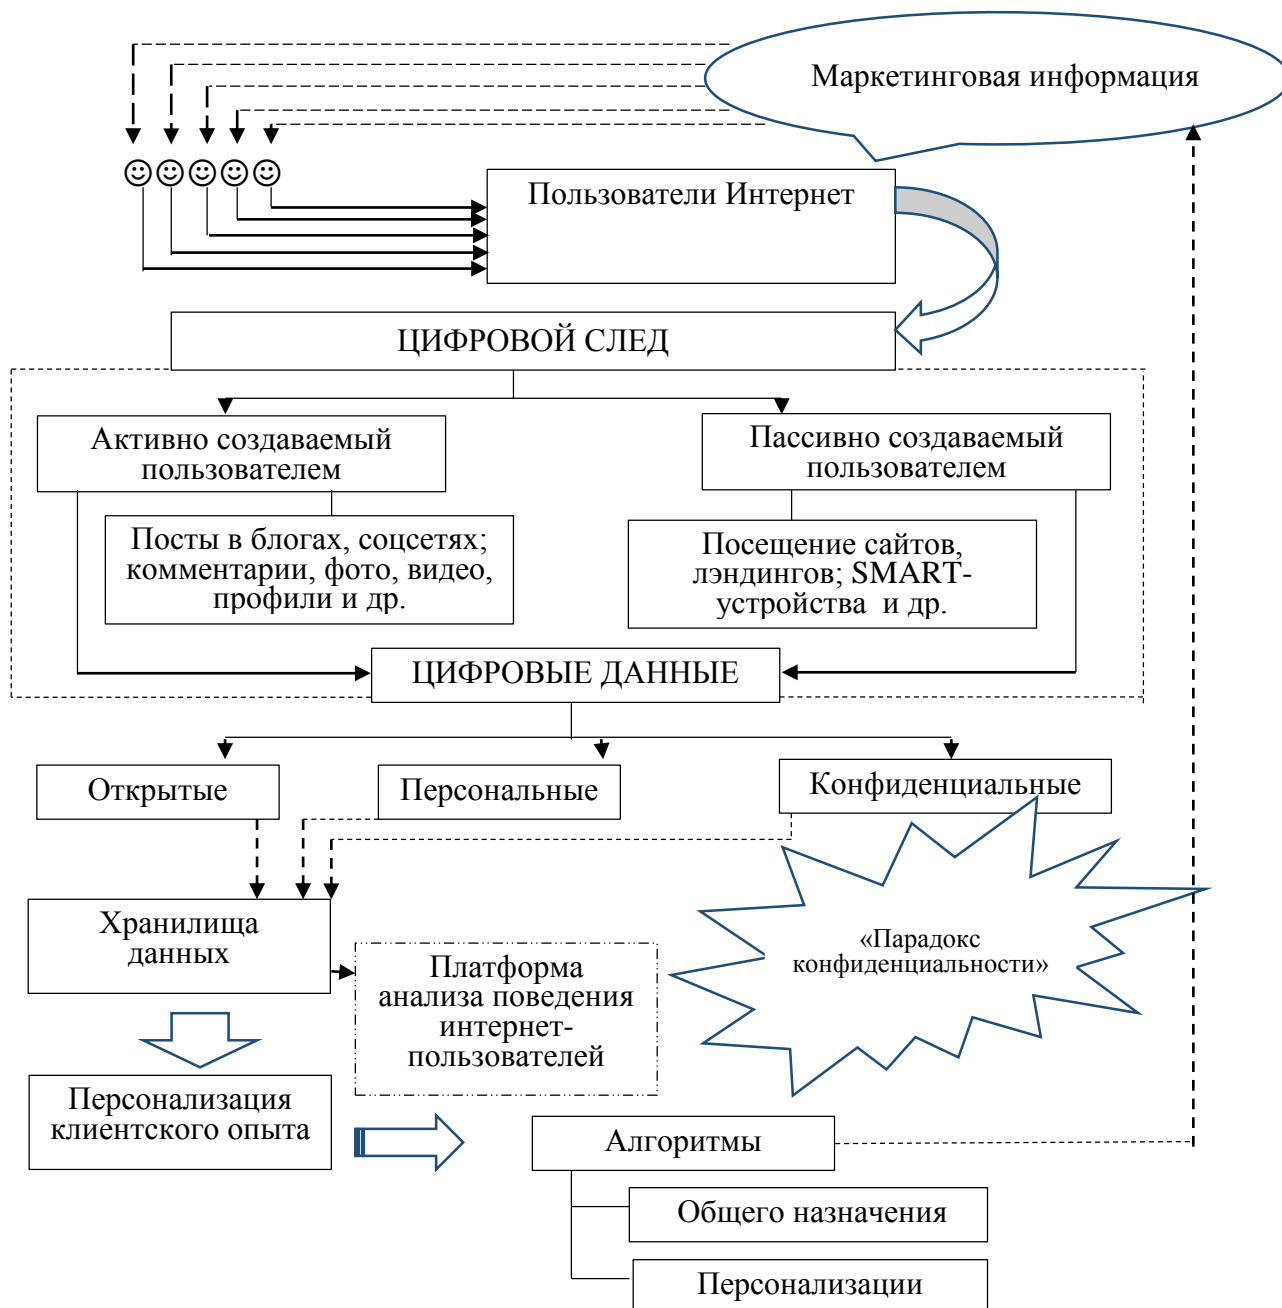 Маркетинговая информация
Пользователи Интернет
ЦИФРОВОЙ СЛЕД
Активно создаваемый
пользователем
Пассивно создаваемый
пользователем
Посты в блогах, соцсетях;
комментарии, фото, видео,
профили и др.
Посещение сайтов,
лэндингов; SMART-
устройства и др.
ЦИФРОВЫЕ ДАННЫЕ
Открытые
Персональные
Конфиденциальные
Хранилища
данных
Платформа
анализа поведения
интернет-
пользователей
«Парадокс
конфиденциальности»
Персонализация
клиентского опыта
Алгоритмы
Общего назначения
Персонализации